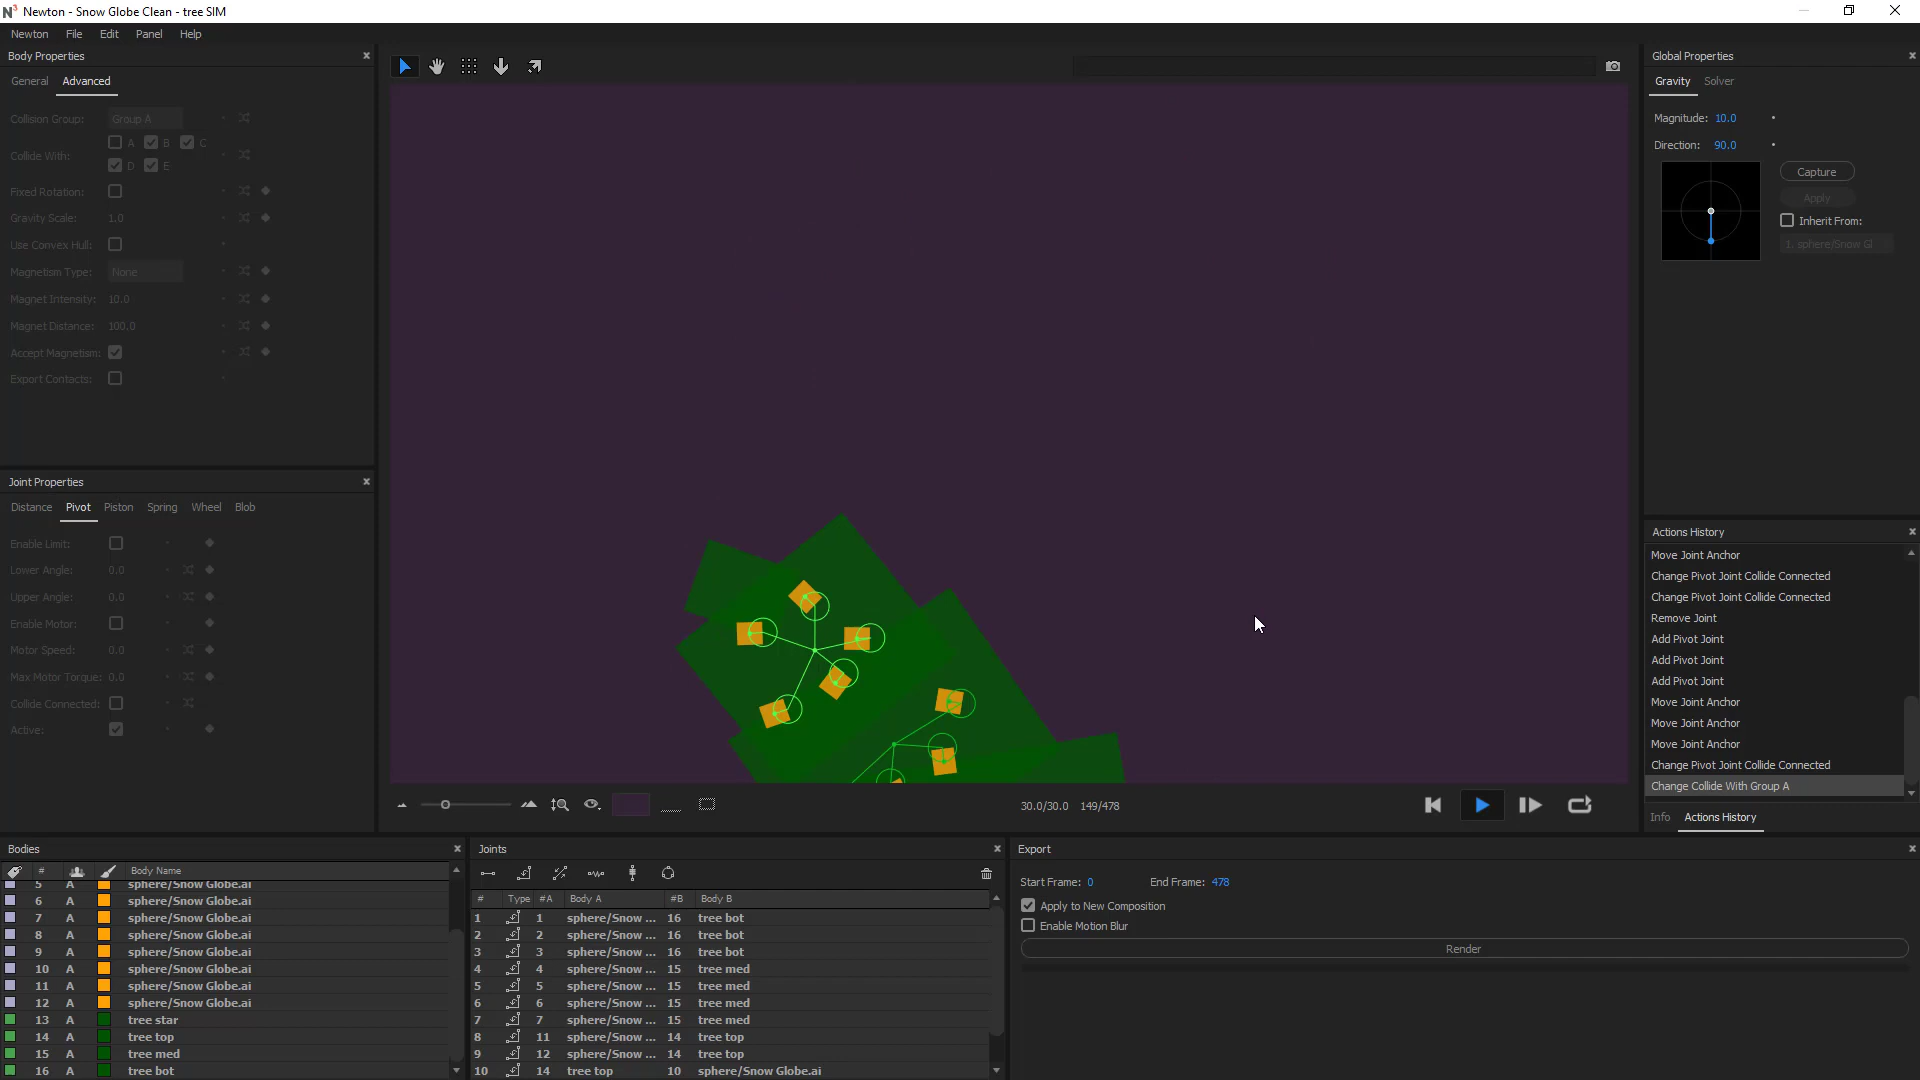 Newton - Snow Globe Clean - tree SIM
Newton File Edit Panel Help
Body Properties
General Advanced
Collision Group: Group A
Collide With: A B C
D E
Fixed Rotation:
Gravity Scale: 1.0
Use Convex Hull:
Magnetism Type: None
Magnet Intensity: 10.0
Magnet Distance: 100.0
Accept Magnetism:
Export Contacts:
Joint Properties
Distance Pivot Piston Spring Wheel Blob
Enable Limit:
Lower Angle: 0.0
Upper Angle: 0.0
Enable Motor:
Motor Speed: 0.0
Max Motor Torque: 0.0
Collide Connected:
Active:
30.0/30.0 149/478
Global Properties
Gravity Solver
Magnitude: 10.0
Direction: 90.0
Capture
Apply
Inherit From:
1. sphere/Snow Gl
Actions History
Move Joint Anchor
Change Pivot Joint Collide Connected
Change Pivot Joint Collide Connected
Remove Joint
Add Pivot Joint
Add Pivot Joint
Add Pivot Joint
Move Joint Anchor
Move Joint Anchor
Move Joint Anchor
Change Pivot Joint Collide Connected
Change Collide With Group A
Info Actions History
Bodies
# Body Name
5 A sphere/Snow Globe.ai
6 A sphere/Snow Globe.ai
7 A sphere/Snow Globe.ai
8 A sphere/Snow Globe.ai
9 A sphere/Snow Globe.ai
10 A sphere/Snow Globe.ai
11 A sphere/Snow Globe.ai
12 A sphere/Snow Globe.ai
13 A tree star
14 A tree top
15 A tree med
16 A tree bot
Joints
# Type #A Body A #B Body B
1 1 sphere/Snow ... 16 tree bot
2 2 sphere/Snow ... 16 tree bot
3 3 sphere/Snow ... 16 tree bot
4 4 sphere/Snow ... 15 tree med
5 5 sphere/Snow ... 15 tree med
6 6 sphere/Snow ... 15 tree med
7 7 sphere/Snow ... 15 tree med
8 11 sphere/Snow ... 14 tree top
9 12 sphere/Snow ... 14 tree top
10 14 tree top 10 sphere/Snow Globe.ai
Export
Start Frame: 0 End Frame: 478
Apply to New Composition
Enable Motion Blur
Render